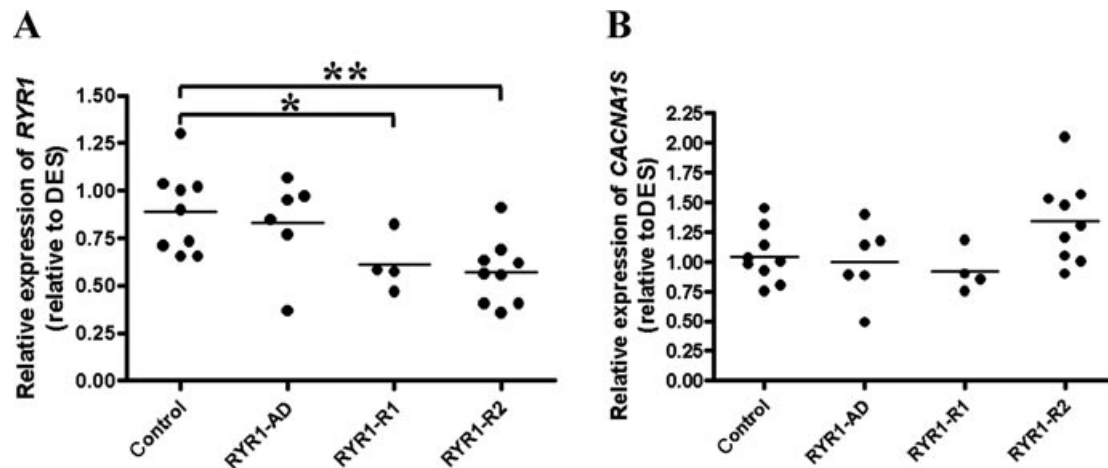 A
Relative expression of RYR1
(relative to DES)
1.50
1.25
1.00
0.75
0.50
0.25
0.00
**
*
Control
RYR1-AD
RYR1-R1
RYR1-R2
B
Relative expression of CACNA1S
(relative toDES)
2.25
2.00
1.75
1.50
1.25
1.00
0.75
0.50
0.25
0.00
Control
RYR1-AD
RYR1-R1
RYR1-R2